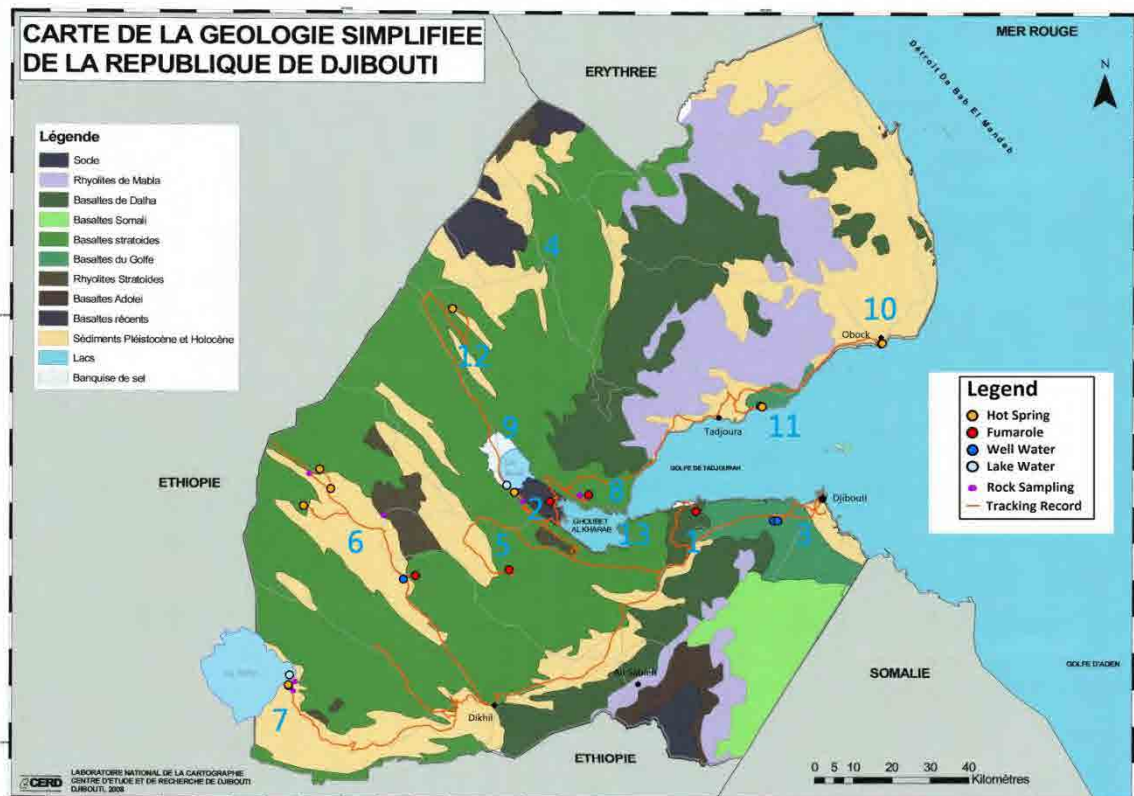 CARTE DE LA GEOLOGIE SIMPLIFIEE
DE LA REPUBLIQUE DE DJIBOUTI
MER ROUGE
ERYTHREE
Détroit De Bab El Mandab
N
Légende
Socle
Rhyolites de Mabla
Basaltes de Dalha
Basaltes Somali
Basaltes stratoides
Basaltes du Golfe
Rhyolites Stratoides
Basaltes Adolei
Basaltes récents
Sédiments Pléistocène et Holocène
Lacs
Banquise de sel
4
10
Obock
12
Legend
Hot Spring
Fumarole
Well Water
Lake Water
Rock Sampling
Tracking Record
11
Tadjoura
9
GOLFE DE TADJOURAH
ETHIOPIE
8
Djibouti
2
GHOUBET
AL KHARAB
13
1
3
6
5
SOMALIE
GOLFE D'ADEN
Ali Sabieh
7
Dikhil
ETHIOPIE
0 5 10 20 30 40
Kilomètres
CERD
LABORATOIRE NATIONAL DE LA CARTOGRAPHIE
CENTRE D'ETUDE ET DE RECHERCHE DE DJIBOUTI
DJIBOUTI, 2008